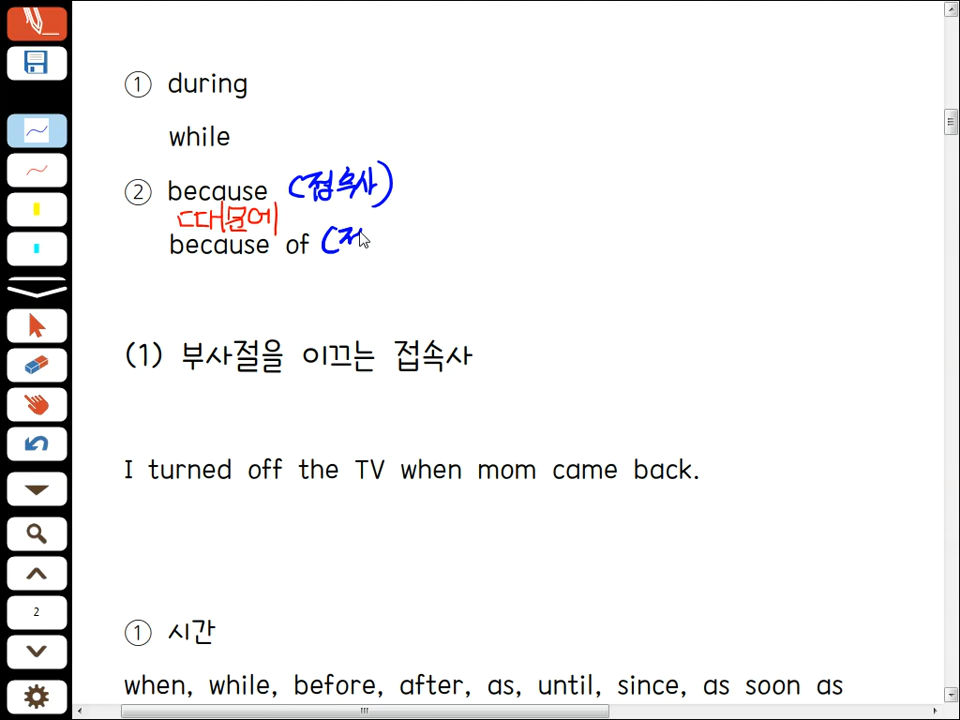 ① during
while
② because (접속사)
때문에
because of (저
(1) 부사절을 이끄는 접속사
I turned off the TV when mom came back.
2
① 시간
when, while, before, after, as, until, since, as soon as